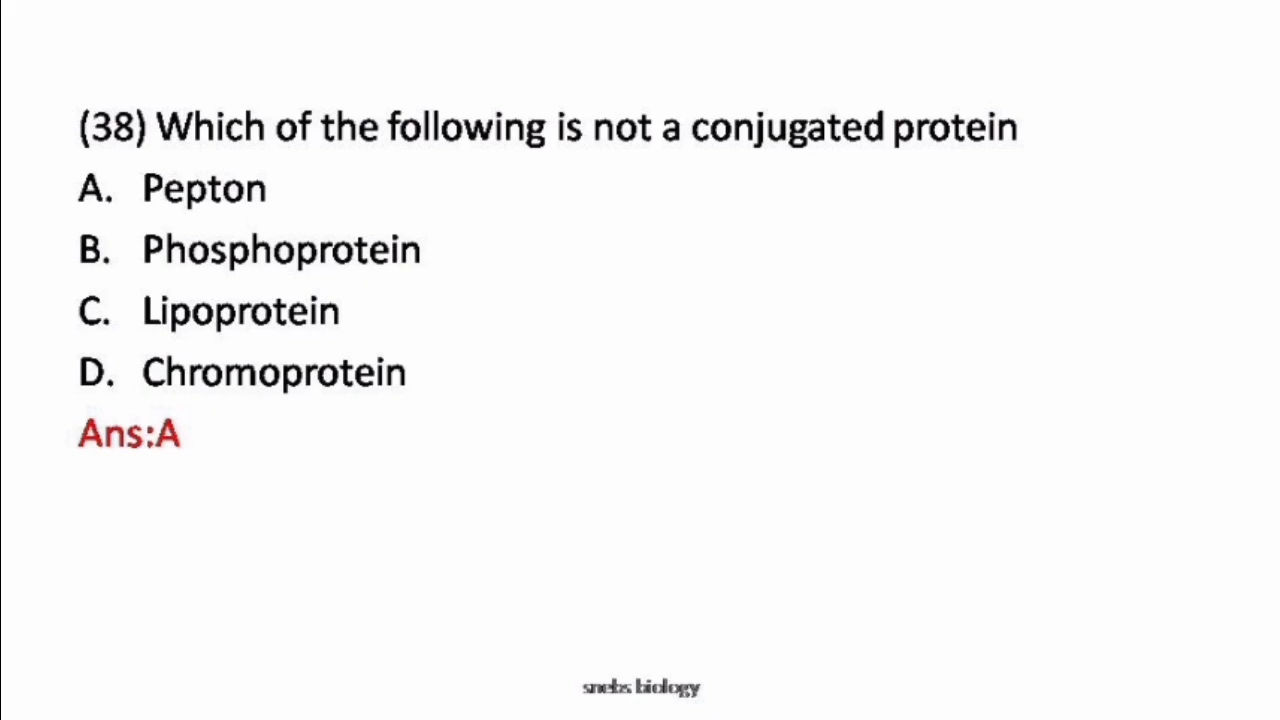 (38) Which of the following is not a conjugated protein
A. Pepton
B. Phosphoprotein
C. Lipoprotein
D. Chromoprotein
Ans:A
snebs biology